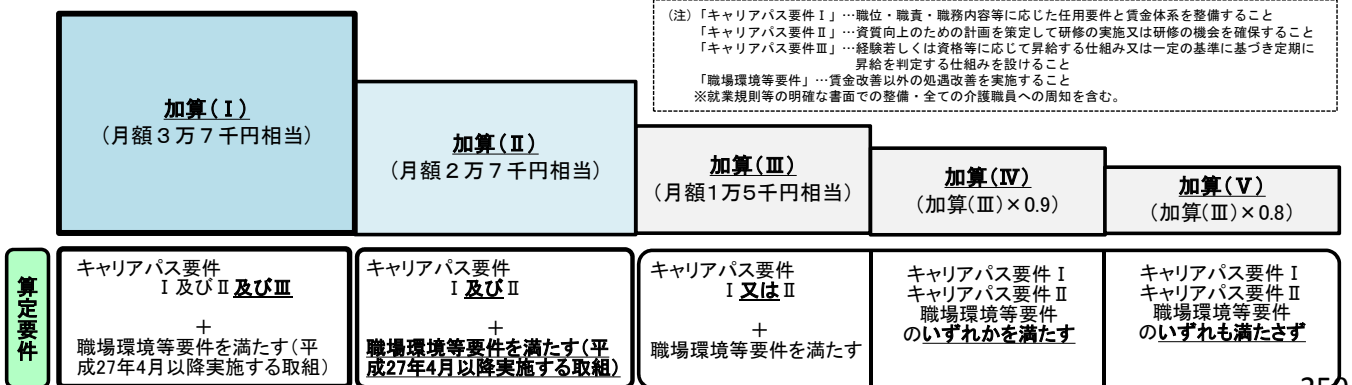 (注)「キャリアパス要件Ⅰ」…職位・職責・職務内容等に応じた任用要件と賃金体系を整備すること
「キャリアパス要件Ⅱ」…資質向上のための計画を策定して研修の実施又は研修の機会を確保すること
「キャリアパス要件Ⅲ」…経験若しくは資格等に応じて昇給する仕組み又は一定の基準に基づき定期に
昇給を判定する仕組みを設けること
「職場環境等要件」…賃金改善以外の処遇改善を実施すること
※就業規則等の明確な書面での整備・全ての介護職員への周知を含む。
加算(Ⅰ)
(月額3万7千円相当)
加算(Ⅱ)
(月額2万7千円相当)
加算(Ⅲ)
(月額1万5千円相当)
加算(Ⅳ)
(加算(Ⅲ)×0.9)
加算(Ⅴ)
(加算(Ⅲ)×0.8)
算定要件
キャリアパス要件
Ⅰ及びⅡ及びⅢ
+
職場環境等要件を満たす(平
成27年4月以降実施する取組)
キャリアパス要件
Ⅰ及びⅡ
+
職場環境等要件を満たす(平
成27年4月以降実施する取組)
キャリアパス要件
Ⅰ又はⅡ
+
職場環境等要件を満たす
キャリアパス要件Ⅰ
キャリアパス要件Ⅱ
職場環境等要件
のいずれかを満たす
キャリアパス要件Ⅰ
キャリアパス要件Ⅱ
職場環境等要件
のいずれも満たさず